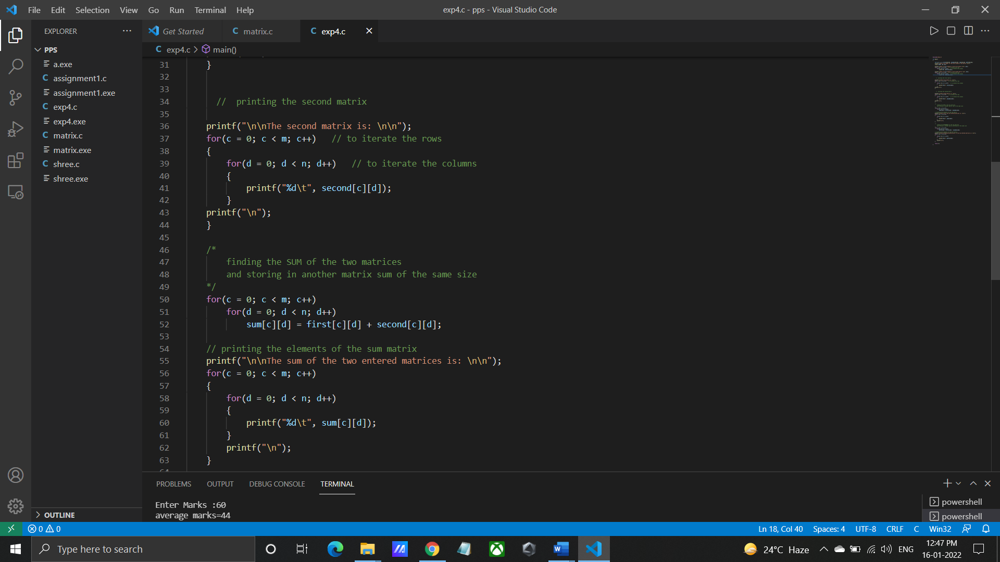 File Edit Selection View Go Run Terminal Help
exp4.c - pps - Visual Studio Code
EXPLORER
Get Started
matrix.c
exp4.c
exp4.c > main()
PPS
a.exe
assignment1.c
assignment1.exe
exp4.c
exp4.exe
matrix.c
matrix.exe
shree.c
shree.exe
OUTLINE
31 }
32
33
34 //  printing the second matrix
35
36 printf("\n\nThe second matrix is: \n\n");
37 for(c = 0; c < m; c++)   // to iterate the rows
38 {
39     for(d = 0; d < n; d++)   // to iterate the columns
40     {
41         printf("%d\t", second[c][d]);
42     }
43 printf("\n");
44 }
45
46 /*
47     finding the SUM of the two matrices
48     and storing in another matrix sum of the same size
49 */
50 for(c = 0; c < m; c++)
51     for(d = 0; d < n; d++)
52         sum[c][d] = first[c][d] + second[c][d];
53
54 // printing the elements of the sum matrix
55 printf("\n\nThe sum of the two entered matrices is: \n\n");
56 for(c = 0; c < m; c++)
57 {
58     for(d = 0; d < n; d++)
59     {
60         printf("%d\t", sum[c][d]);
61     }
62     printf("\n");
63 }
PROBLEMS OUTPUT DEBUG CONSOLE TERMINAL
Enter Marks :60
average marks=44
powershell
powershell
0 0
Ln 18, Col 40 Spaces: 4 UTF-8 CRLF C Win32
Type here to search
24°C Haze
ENG
12:47 PM
16-01-2022